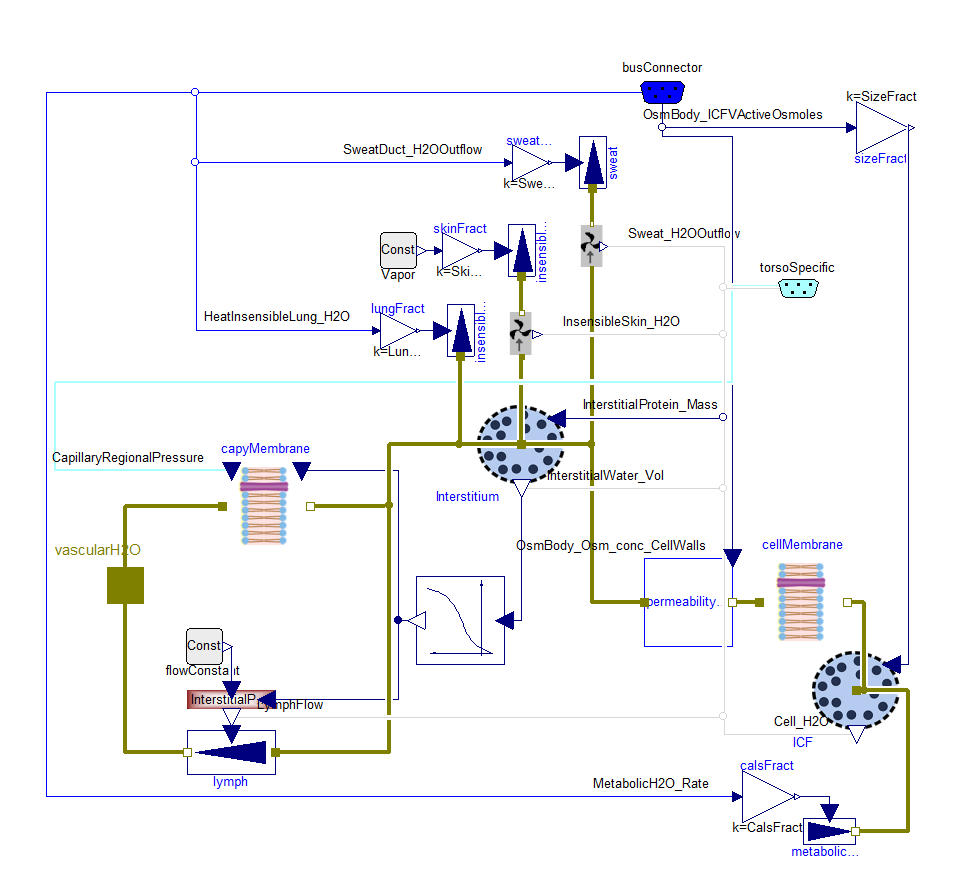 busConnector
k=SizeFract
OsmBody_ICFVActiveOsmoles
sizeFract
SweatDuct_H2OOutflow
sweat...
sweat
k=Swe...
skinFract
insensibl...
Sweat_H2OOutflow
Const
Vapor
k=Ski...
torsoSpecific
HeatInsensibleLung_H2O
lungFract
insensibl...
InsensibleSkin_H2O
k=Lun...
InterstitialProtein_Mass
CapillaryRegionalPressure
capyMembrane
Interstitium
InterstitialWater_Vol
vascularH2O
OsmBody_Osm_conc_CellWalls
cellMembrane
permeability...
Const
flowConstant
InterstitialP...
LymphFlow
Cell_H2O
ICF
lymph
calsFract
MetabolicH2O_Rate
k=CalsFract
metabolic...